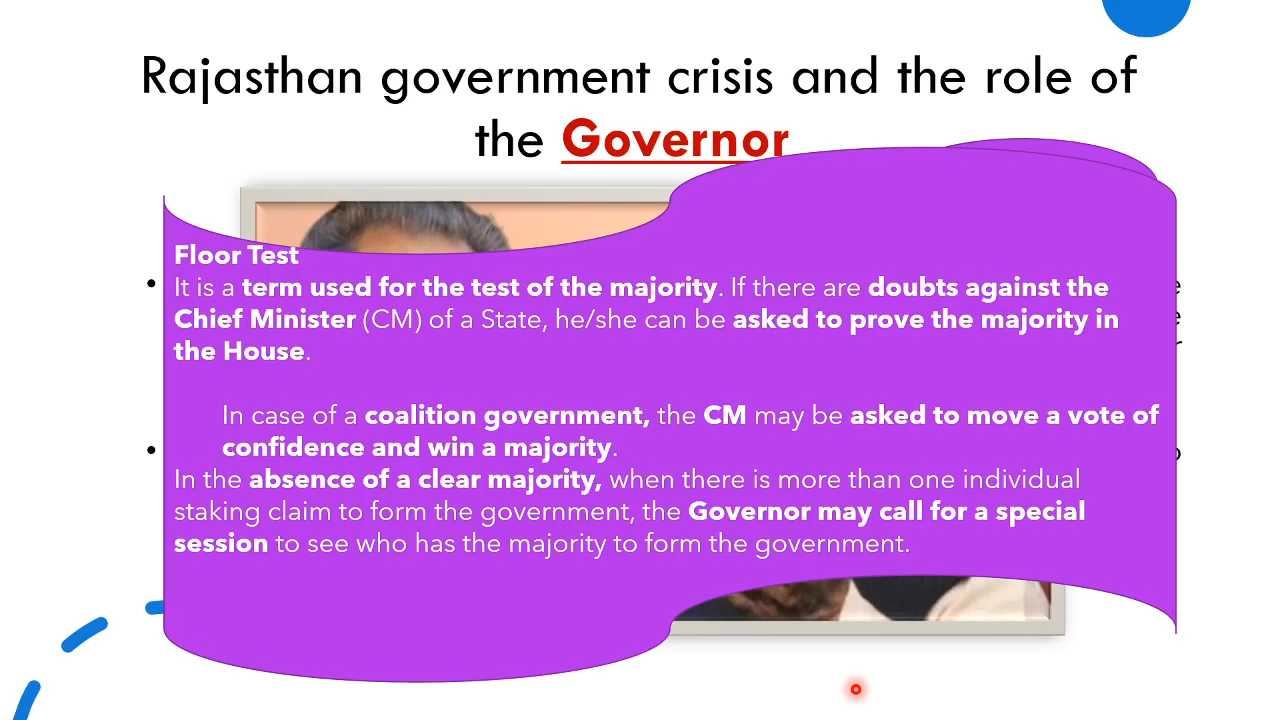 Rajasthan government crisis and the role of
the Governor
Floor Test
It is a term used for the test of the majority. If there are doubts against the
Chief Minister (CM) of a State, he/she can be asked to prove the majority in
the House.
In case of a coalition government, the CM may be asked to move a vote of
confidence and win a majority.
In the absence of a clear majority, when there is more than one individual
staking claim to form the government, the Governor may call for a special
session to see who has the majority to form the government.